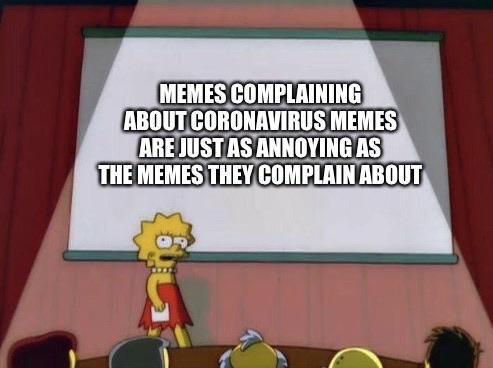 MEMES COMPLAINING
ABOUT CORONAVIRUS MEMES
ARE JUST AS ANNOYING AS
THE MEMES THEY COMPLAIN ABOUT